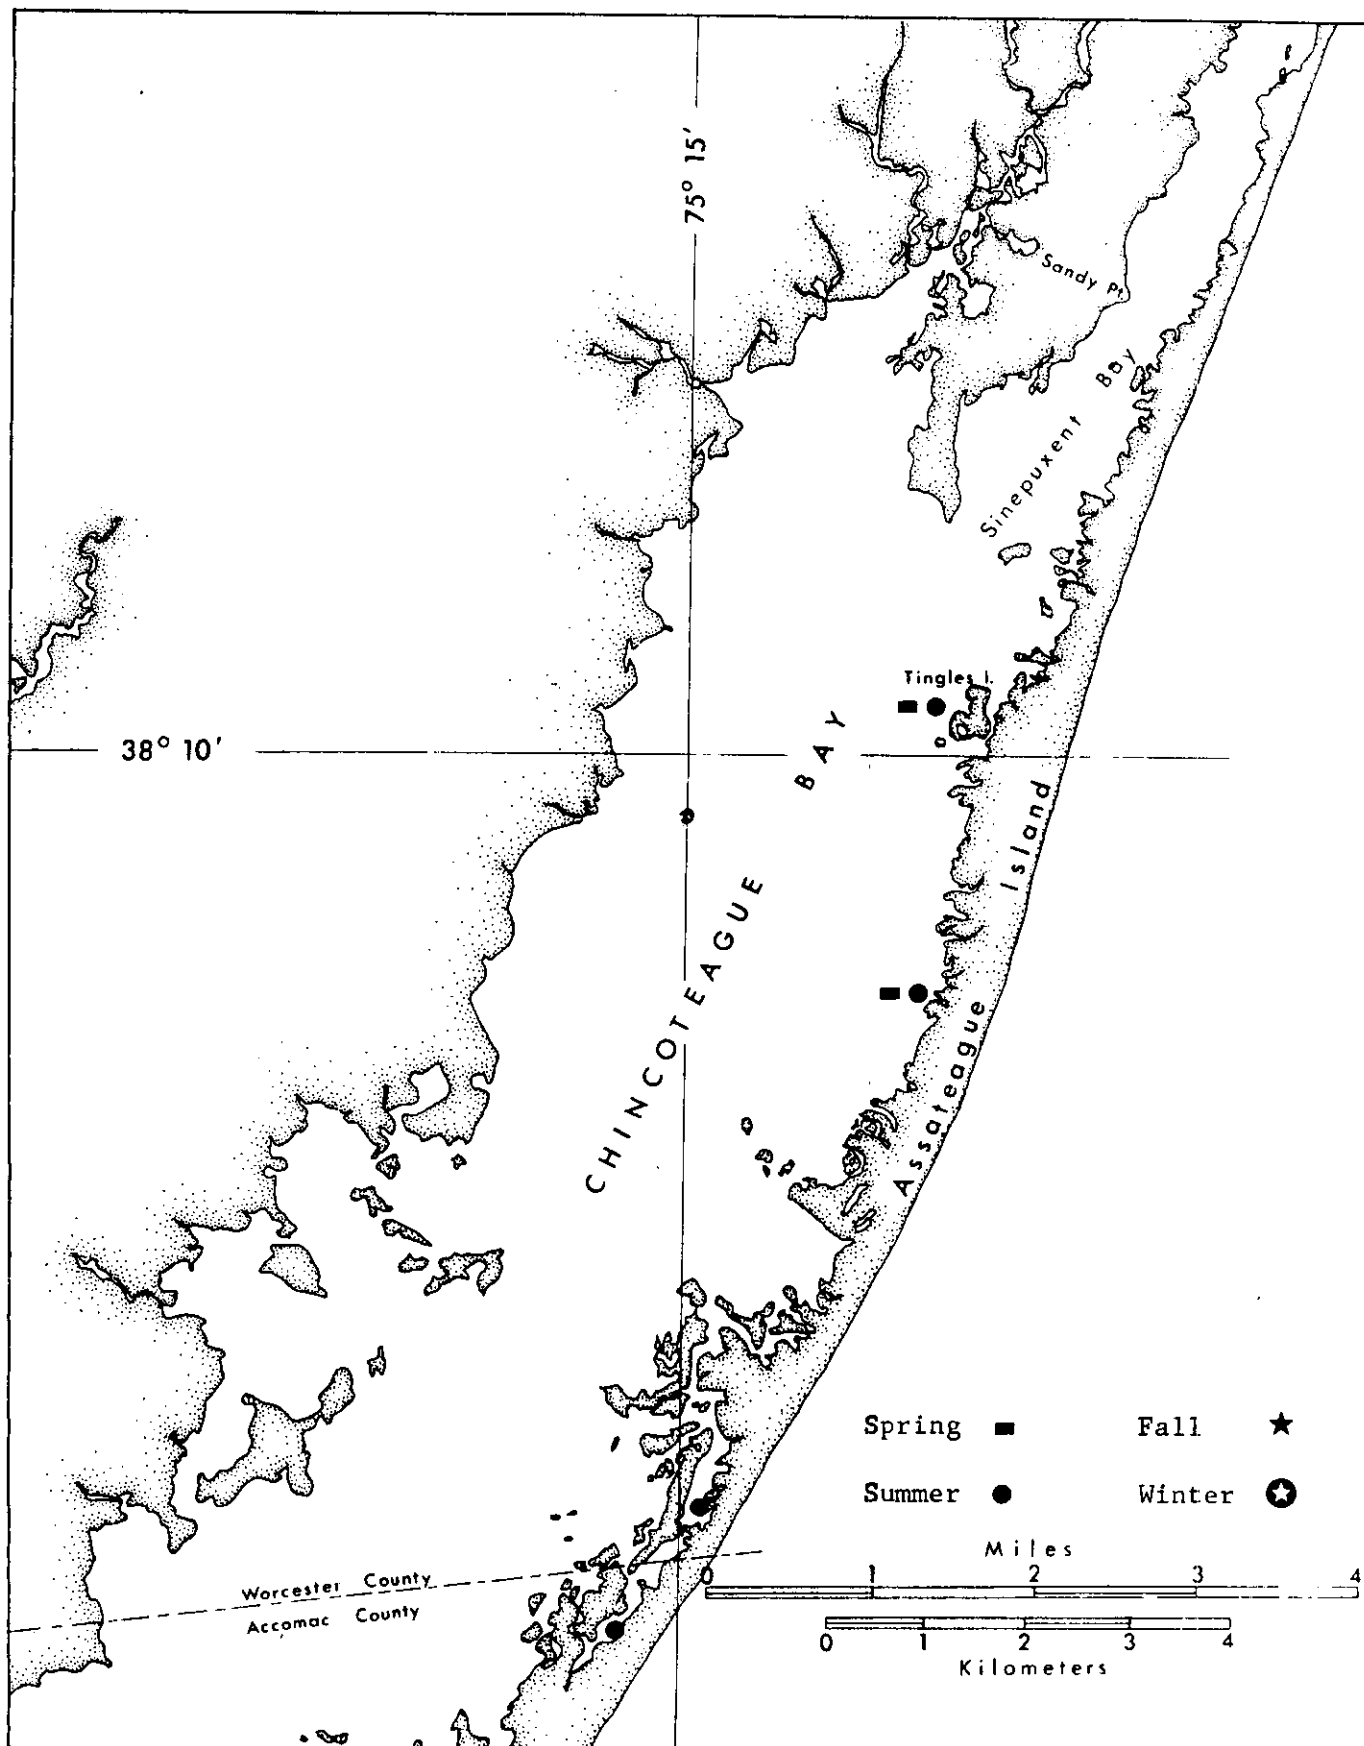 75° 15'
Sandy Pt.
Sinepuxent Bay
Tingles I.
38° 10'
CHINCOTEAGUE BAY
Assateague Island
Spring
Fall
Summer
Winter
Worcester County
Accomac County
Miles
0 1 2 3 4
0 1 2 3 4
Kilometers